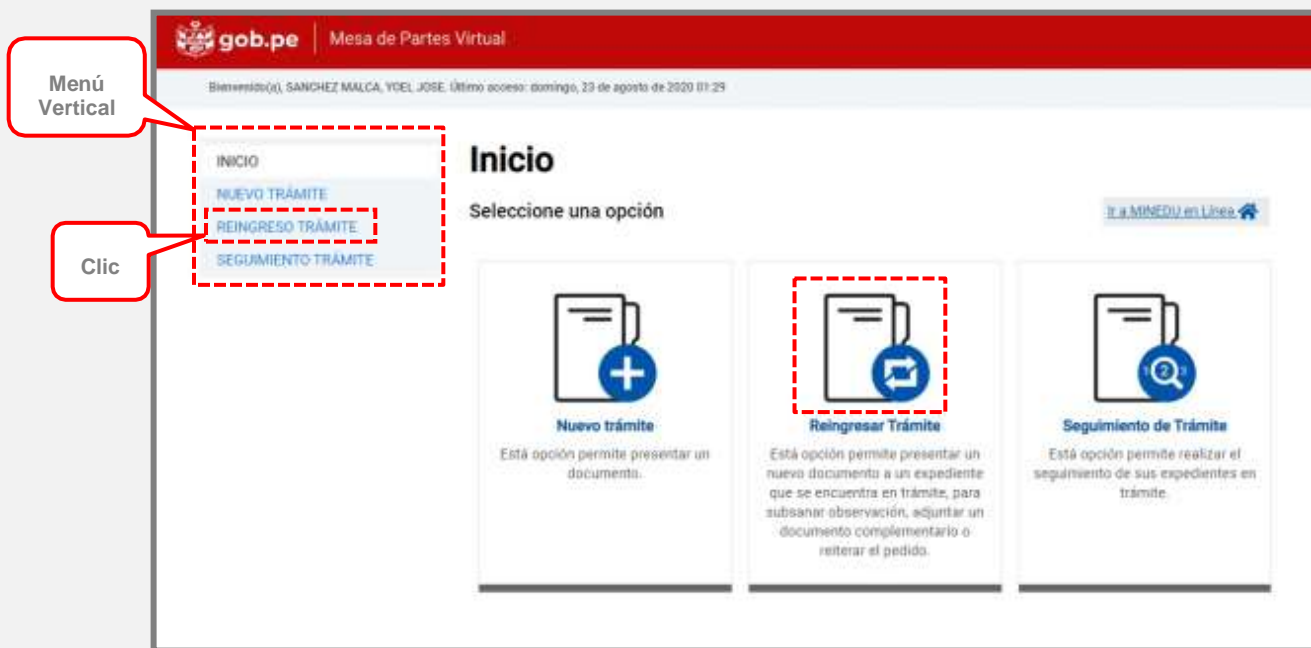 gob.pe Mesa de Partes Virtual
Bienvenido(a), SANCHEZ MALCA, YOEL JOSE. Último acceso: domingo, 23 de agosto de 2020 01:29
Menú
Vertical
INICIO
NUEVO TRÁMITE
REINGRESO TRÁMITE
SEGUIMIENTO TRÁMITE
Clic
Inicio
Seleccione una opción
Ir a MINEDU en Línea
Nuevo trámite
Está opción permite presentar un
documento.
Reingresar Trámite
Está opción permite presentar un
nuevo documento a un expediente
que se encuentra en trámite, para
subsanar observación, adjuntar un
documento complementario o
reiterar el pedido.
1 2 3
Seguimiento de Trámite
Está opción permite realizar el
seguimiento de sus expedientes en
trámite.